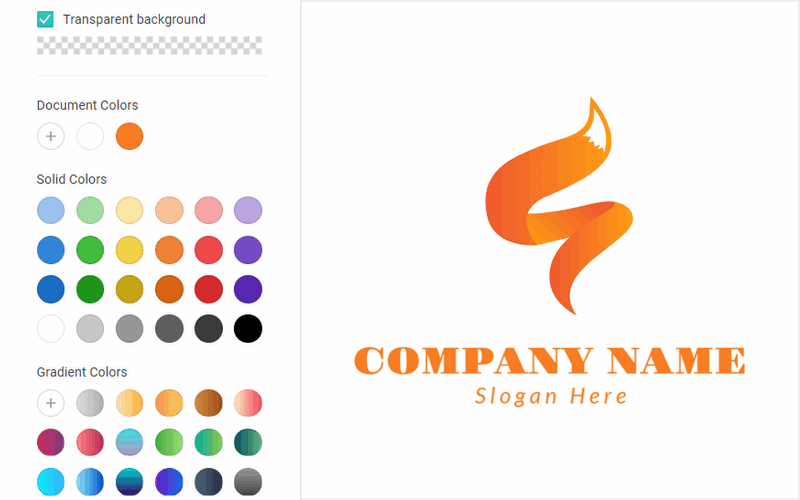 Transparent background
Document Colors
Solid Colors
Gradient Colors
COMPANY NAME
Slogan Here